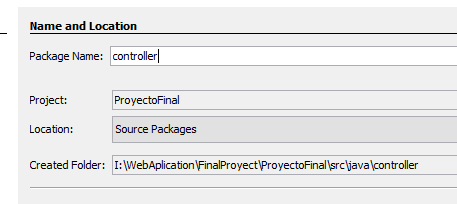 Name and Location
Package Name: controller
Project: ProyectoFinal
Location: Source Packages
Created Folder: I:\WebAplication\FinalProyect\ProyectoFinal\src\java\controller